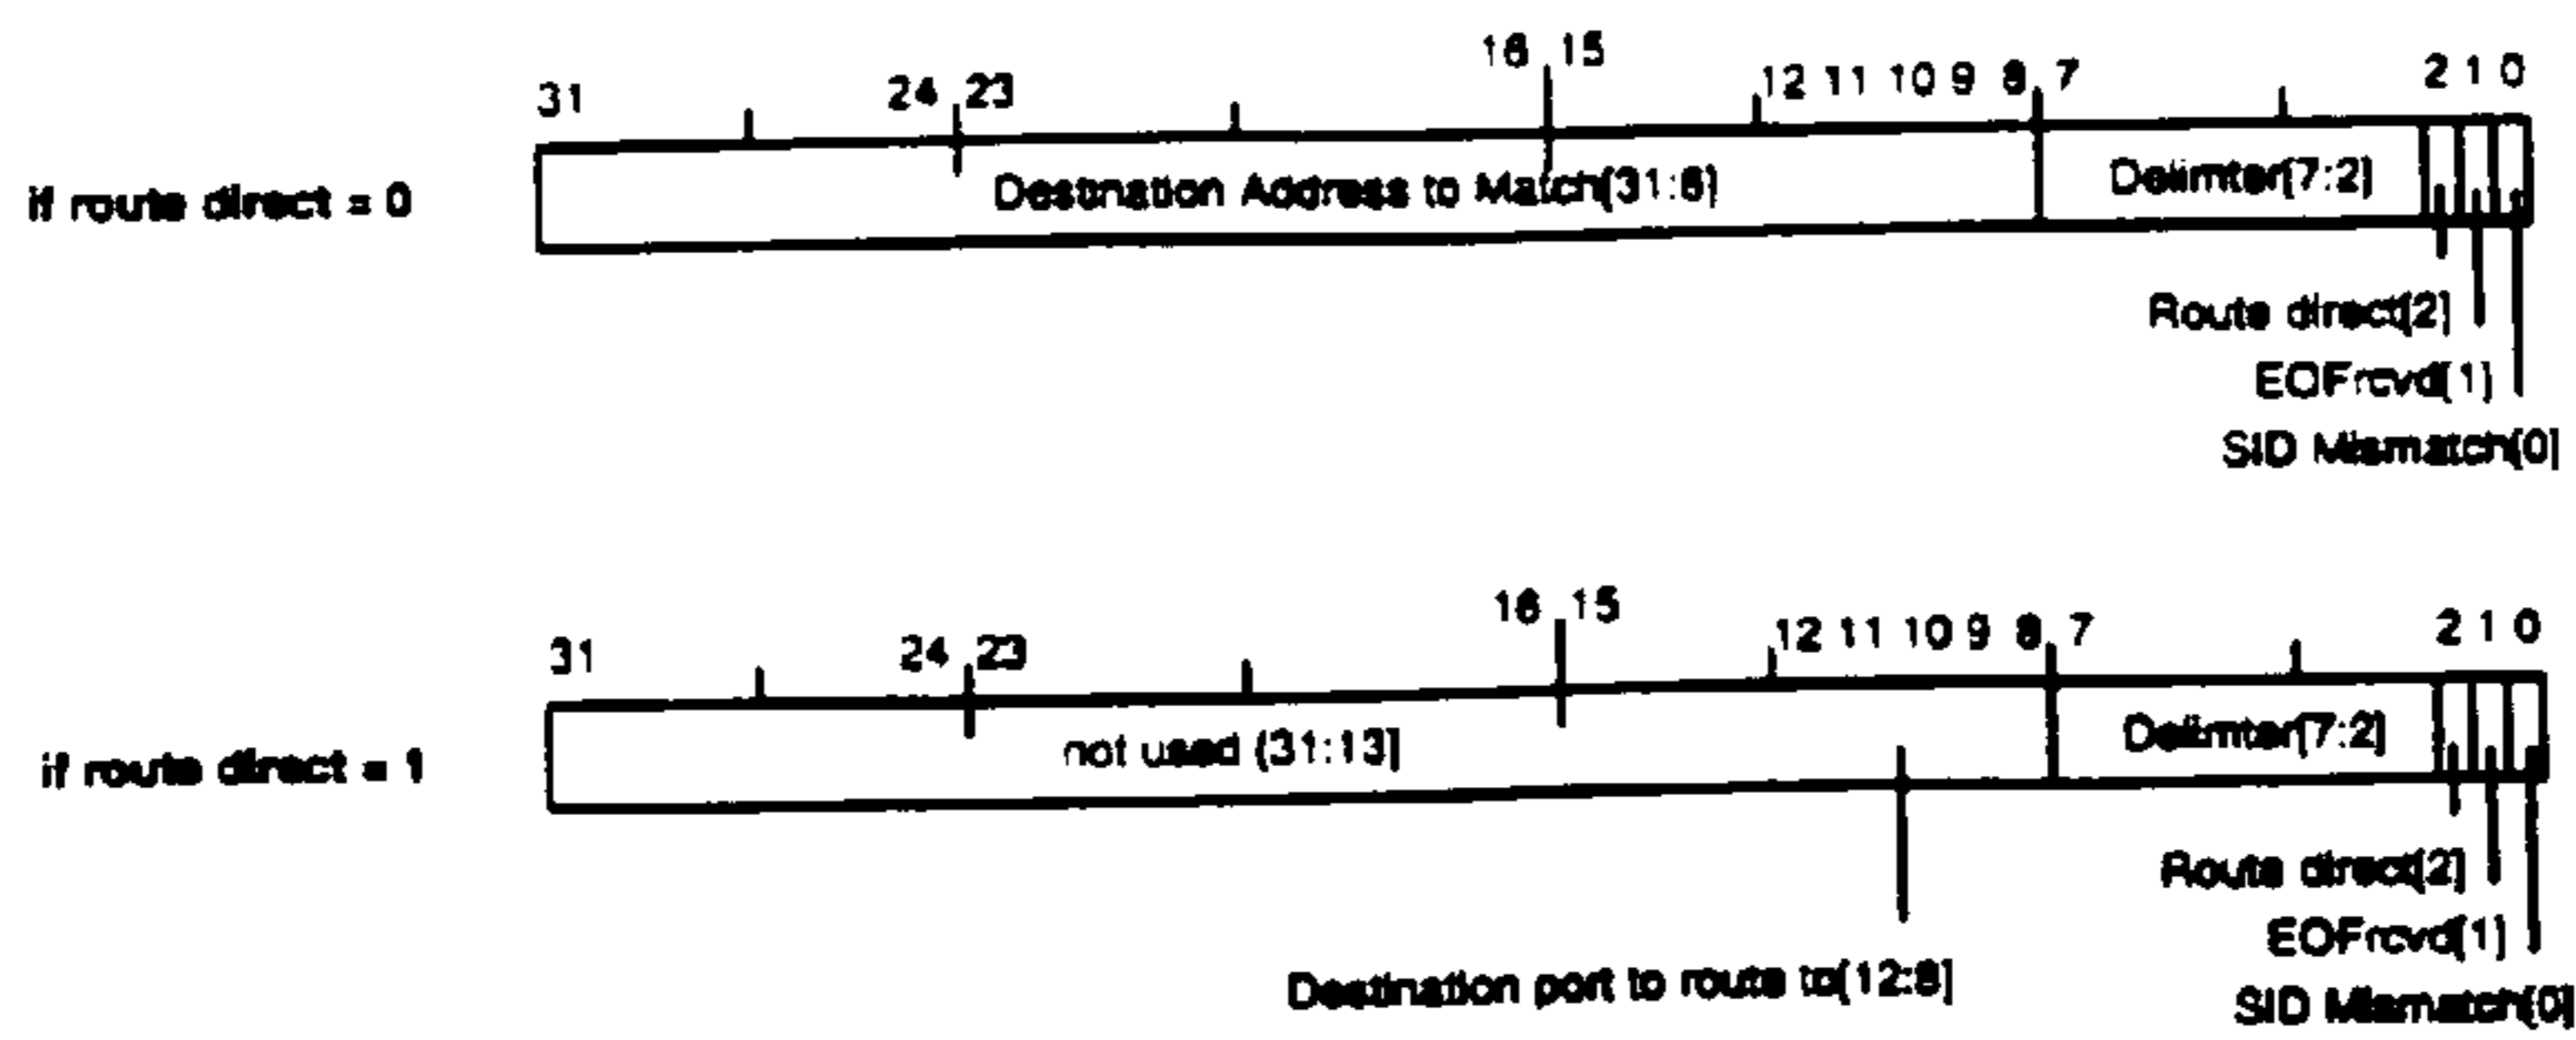 16 15
31 24 23 12 11 10 9 8 7 2 1 0
if route direct = 0 Destination Address to Match[31:8] Delimter[7:2]
Route direct[2]
EOFrcvd[1]
SID Mismatch[0]
16 15
31 24 23 12 11 10 9 8 7 2 1 0
if route direct = 1 not used (31:13] Delimter[7:2]
Route direct[2]
EOFrcvd[1]
Destination port to route to[12:8]
SID Mismatch[0]